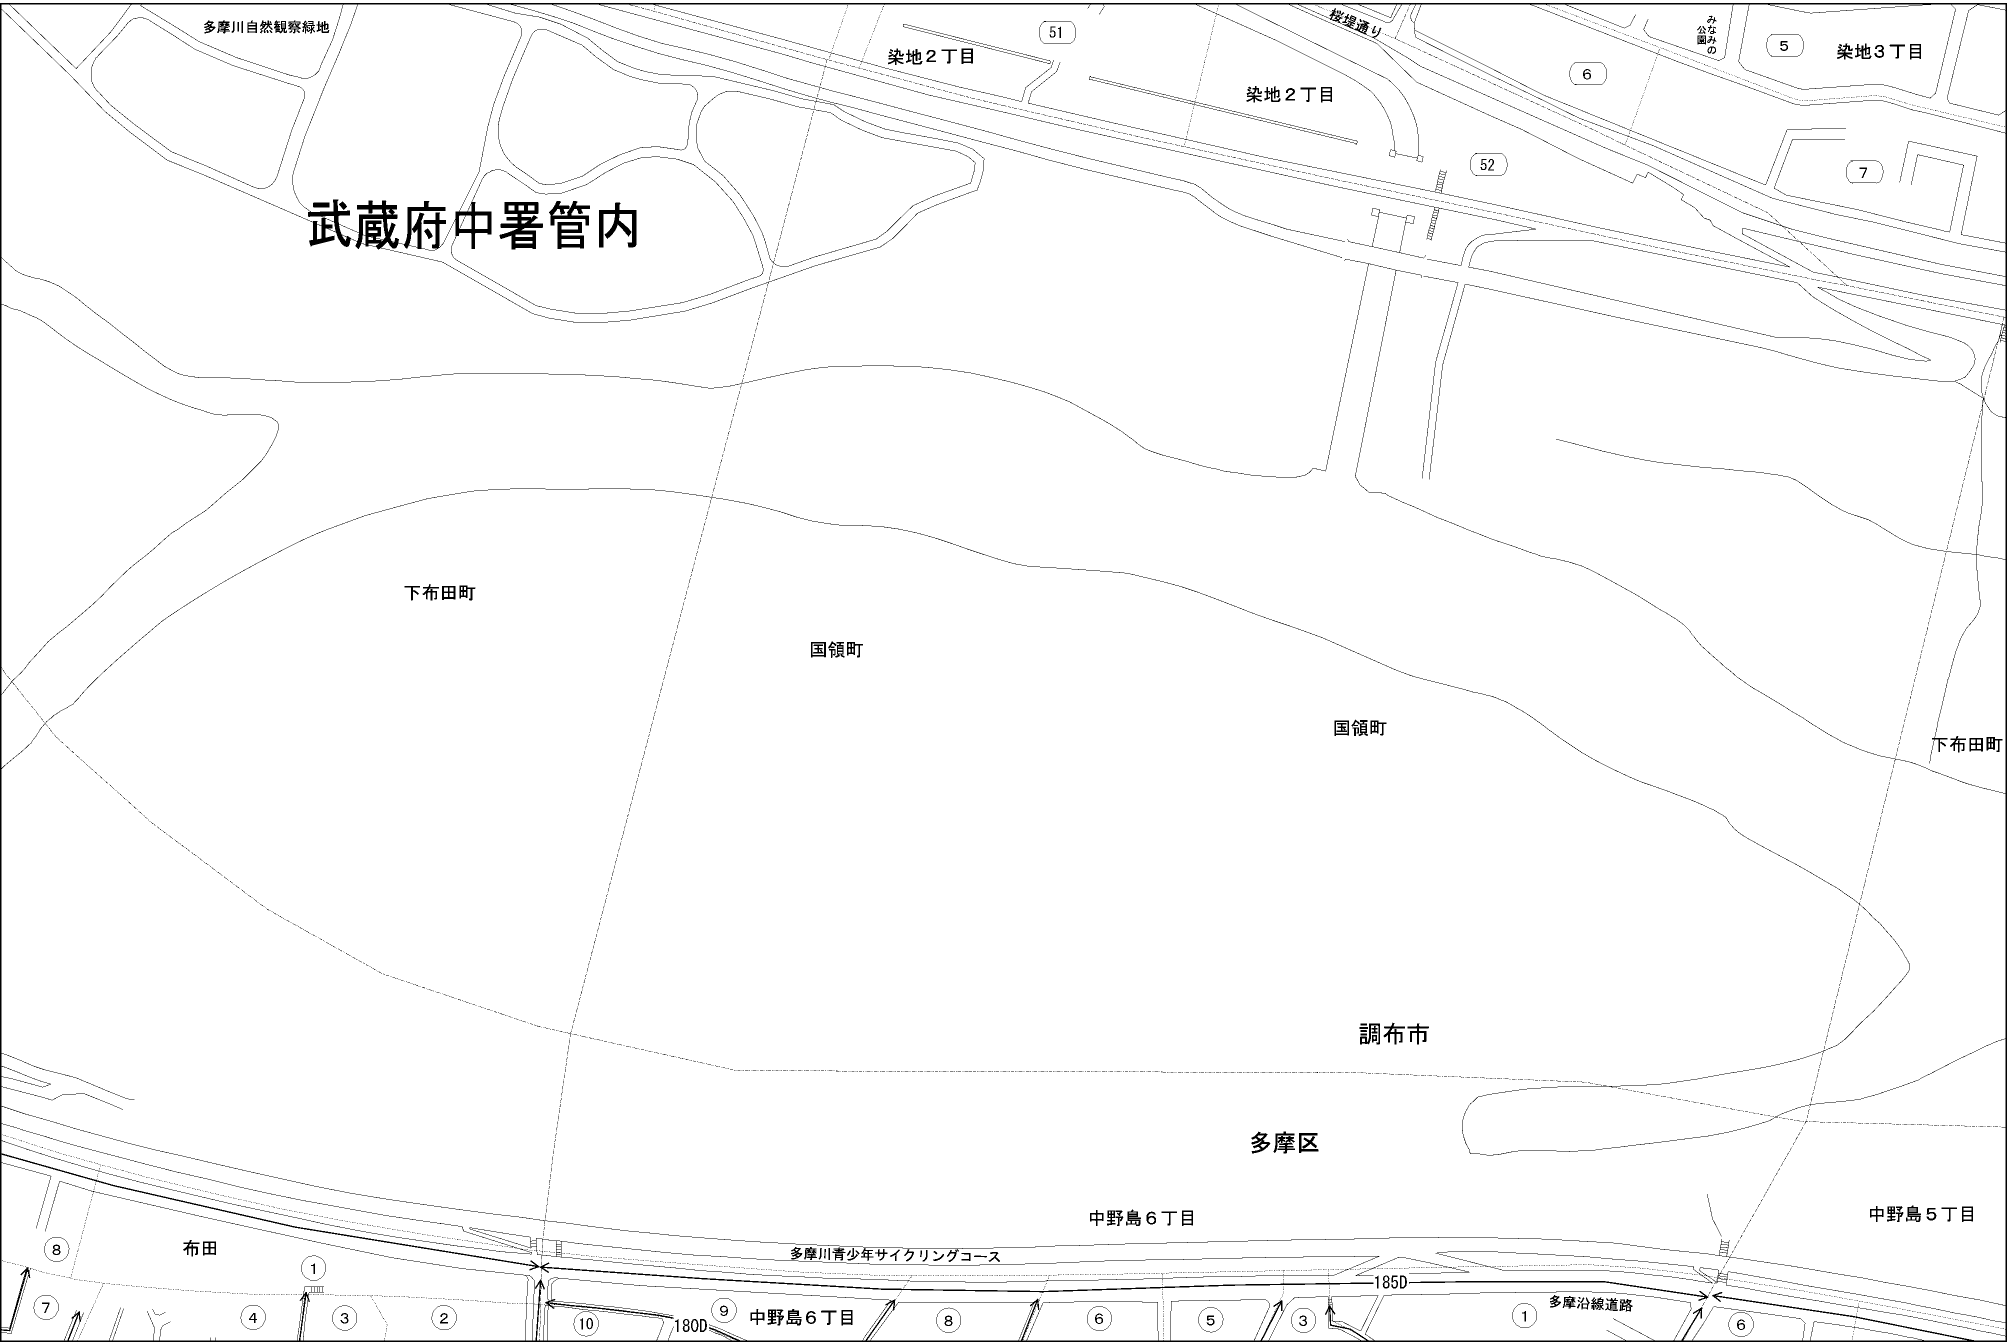 多摩川自然観察緑地
染地２丁目
51
桜堤通り
みなみの
公園
5
染地３丁目
6
染地２丁目
52
7
武蔵府中署管内
下布田町
国領町
国領町
下布田町
調布市
多摩区
中野島６丁目
中野島５丁目
8
布田
多摩川青少年サイクリングコース
1
185D
7
4
3
2
10
180D
9
中野島６丁目
8
6
5
3
1
多摩沿線道路
6